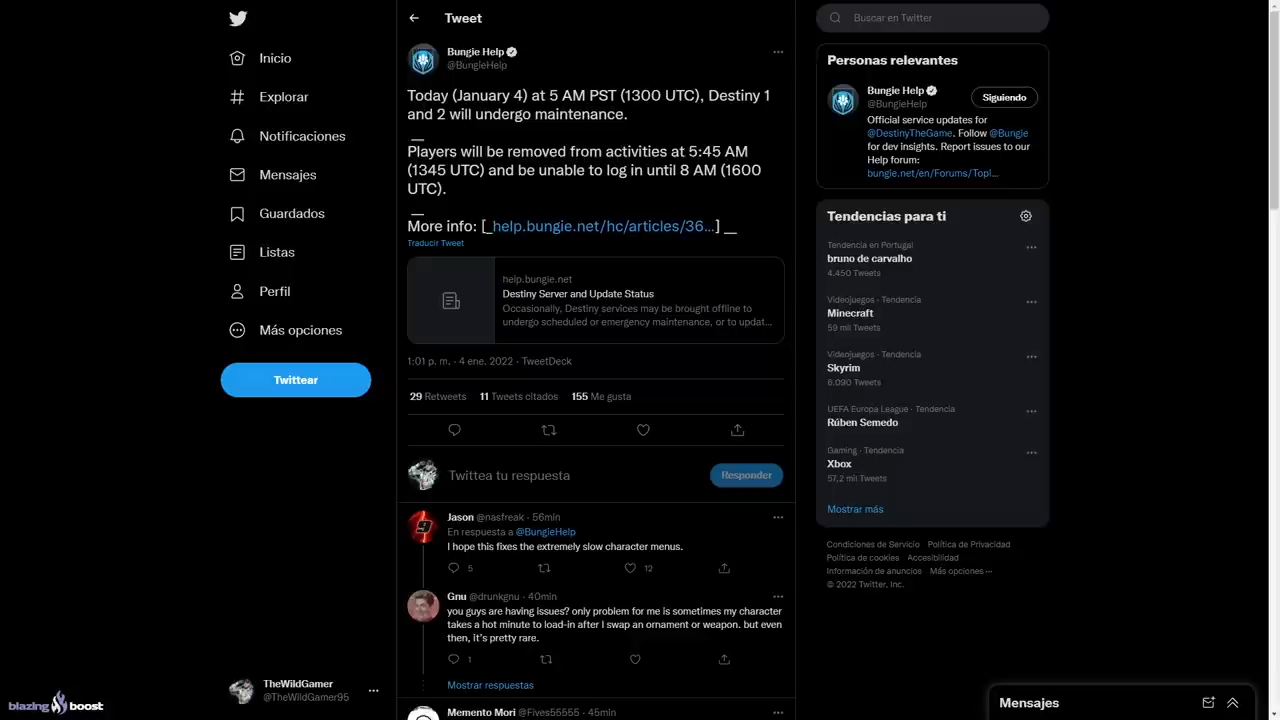 Inicio
Explorar
Notificaciones
Mensajes
Guardados
Listas
Perfil
Más opciones
Twittear
TheWildGamer
@TheWildGamer95
blazing boost
Tweet
Bungie Help
@BungieHelp
Today (January 4) at 5 AM PST (1300 UTC), Destiny 1
and 2 will undergo maintenance.
__
Players will be removed from activities at 5:45 AM
(1345 UTC) and be unable to log in until 8 AM (1600
UTC).
__
More info: [_help.bungie.net/hc/articles/36…] __
Traducir Tweet
help.bungie.net
Destiny Server and Update Status
Occasionally, Destiny services may be brought offline to
undergo scheduled or emergency maintenance, or to updat...
1:01 p. m. · 4 ene. 2022 · TweetDeck
29 Retweets 11 Tweets citados 155 Me gusta
Twittea tu respuesta
Responder
Jason @nasfreak · 56min
En respuesta a @BungieHelp
I hope this fixes the extremely slow character menus.
5 12
Gnu @drunkgnu · 40min
you guys are having issues? only problem for me is sometimes my character
takes a hot minute to load-in after I swap an ornament or weapon. but even
then, it's pretty rare.
1
Mostrar respuestas
Memento Mori @Fives55555 · 45min
Buscar en Twitter
Personas relevantes
Bungie Help
@BungieHelp
Siguiendo
Official service updates for
@DestinyTheGame. Follow @Bungie
for dev insights. Report issues to our
Help forum:
bungie.net/en/Forums/Topl…
Tendencias para ti
Tendencia en Portugal
bruno de carvalho
4.450 Tweets
Videojuegos · Tendencia
Minecraft
59 mil Tweets
Videojuegos · Tendencia
Skyrim
6.090 Tweets
UEFA Europa League · Tendencia
Rúben Semedo
Gaming · Tendencia
Xbox
57,2 mil Tweets
Mostrar más
Condiciones de Servicio Política de Privacidad
Política de cookies Accesibilidad
Información de anuncios Más opciones ···
© 2022 Twitter, Inc.
Mensajes